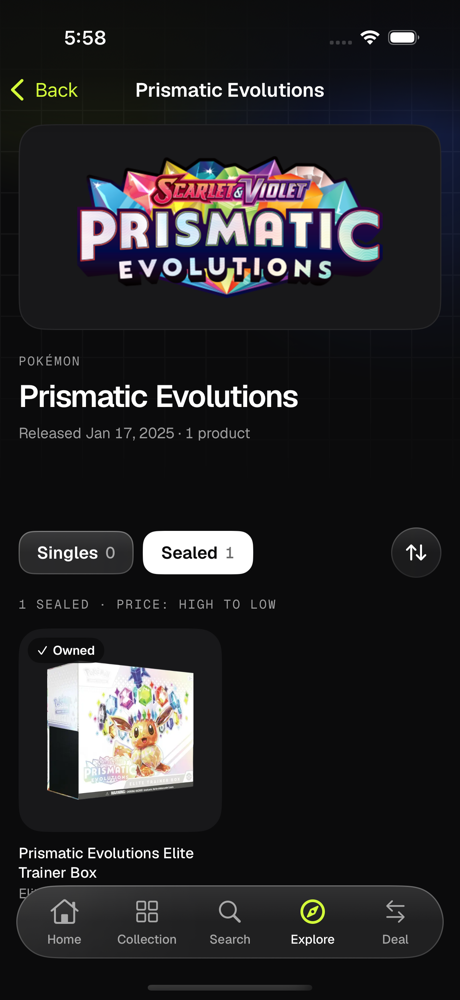 5:58
Back
Prismatic Evolutions
SCARLET & VIOLET
PRISMATIC
EVOLUTIONS
POKÉMON
Prismatic Evolutions
Released Jan 17, 2025 · 1 product
Singles 0
Sealed 1
1 SEALED · PRICE: HIGH TO LOW
Owned
PRISMATIC
EVOLUTIONS
Prismatic Evolutions Elite
Trainer Box
Home
Collection
Search
Explore
Deal